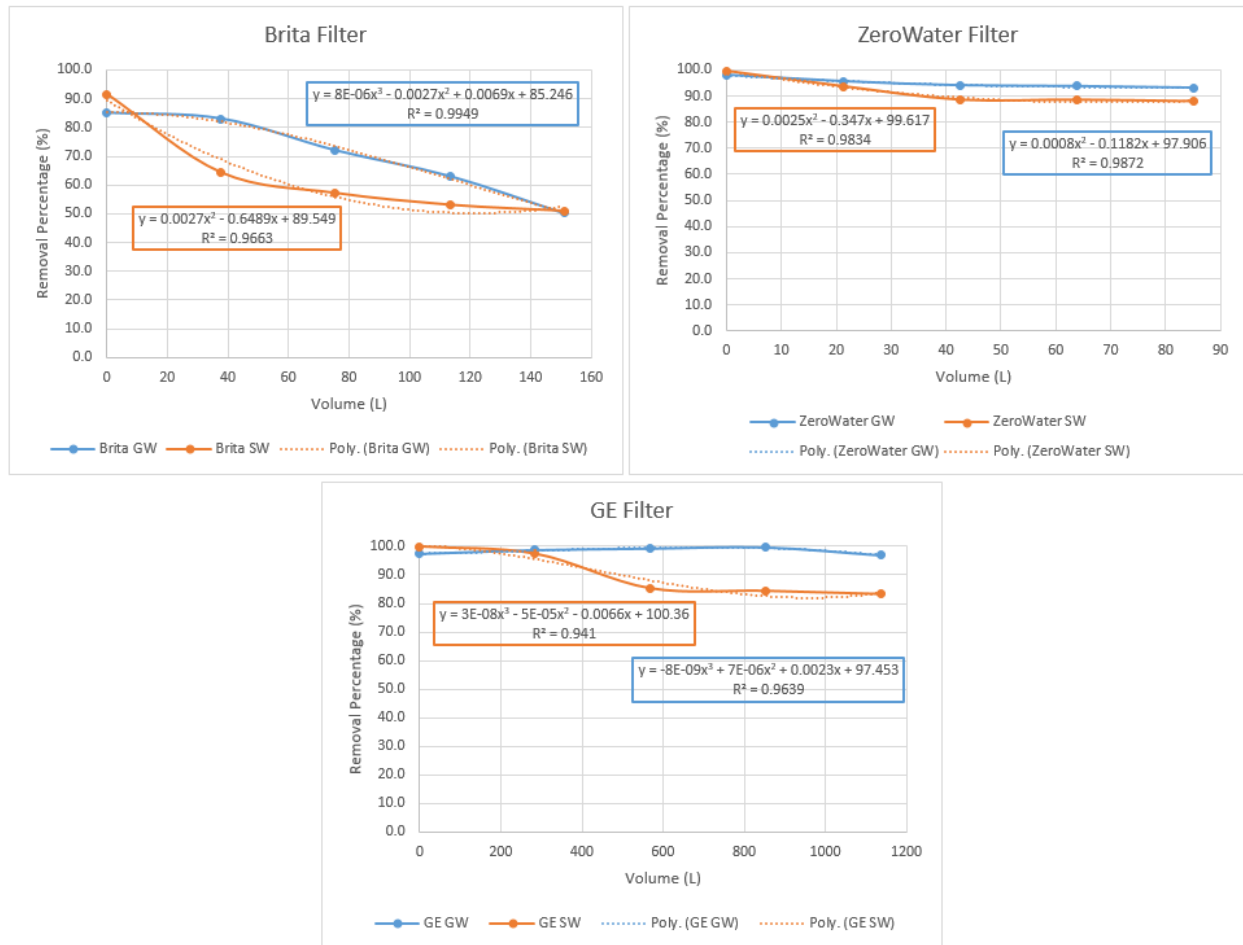 Brita Filter
100.0
90.0
80.0
70.0
60.0
50.0
40.0
30.0
20.0
10.0
0.0
Removal Percentage (%)
y = 8E-06x³ - 0.0027x² + 0.0069x + 85.246
R² = 0.9949
y = 0.0027x² - 0.6489x + 89.549
R² = 0.9663
0 20 40 60 80 100 120 140 160
Volume (L)
Brita GW Brita SW Poly. (Brita GW) Poly. (Brita SW)
ZeroWater Filter
100.0
90.0
80.0
70.0
60.0
50.0
40.0
30.0
20.0
10.0
0.0
Removal Percentage (%)
y = 0.0025x² - 0.347x + 99.617
R² = 0.9834
y = 0.0008x² - 0.1182x + 97.906
R² = 0.9872
0 10 20 30 40 50 60 70 80 90
Volume (L)
ZeroWater GW ZeroWater SW
Poly. (ZeroWater GW) Poly. (ZeroWater SW)
GE Filter
100.0
90.0
80.0
70.0
60.0
50.0
40.0
30.0
20.0
10.0
0.0
Removal Percentage (%)
y = 3E-08x³ - 5E-05x² - 0.0066x + 100.36
R² = 0.941
y = -8E-09x³ + 7E-06x² + 0.0023x + 97.453
R² = 0.9639
0 200 400 600 800 1000 1200
Volume (L)
GE GW GE SW Poly. (GE GW) Poly. (GE SW)